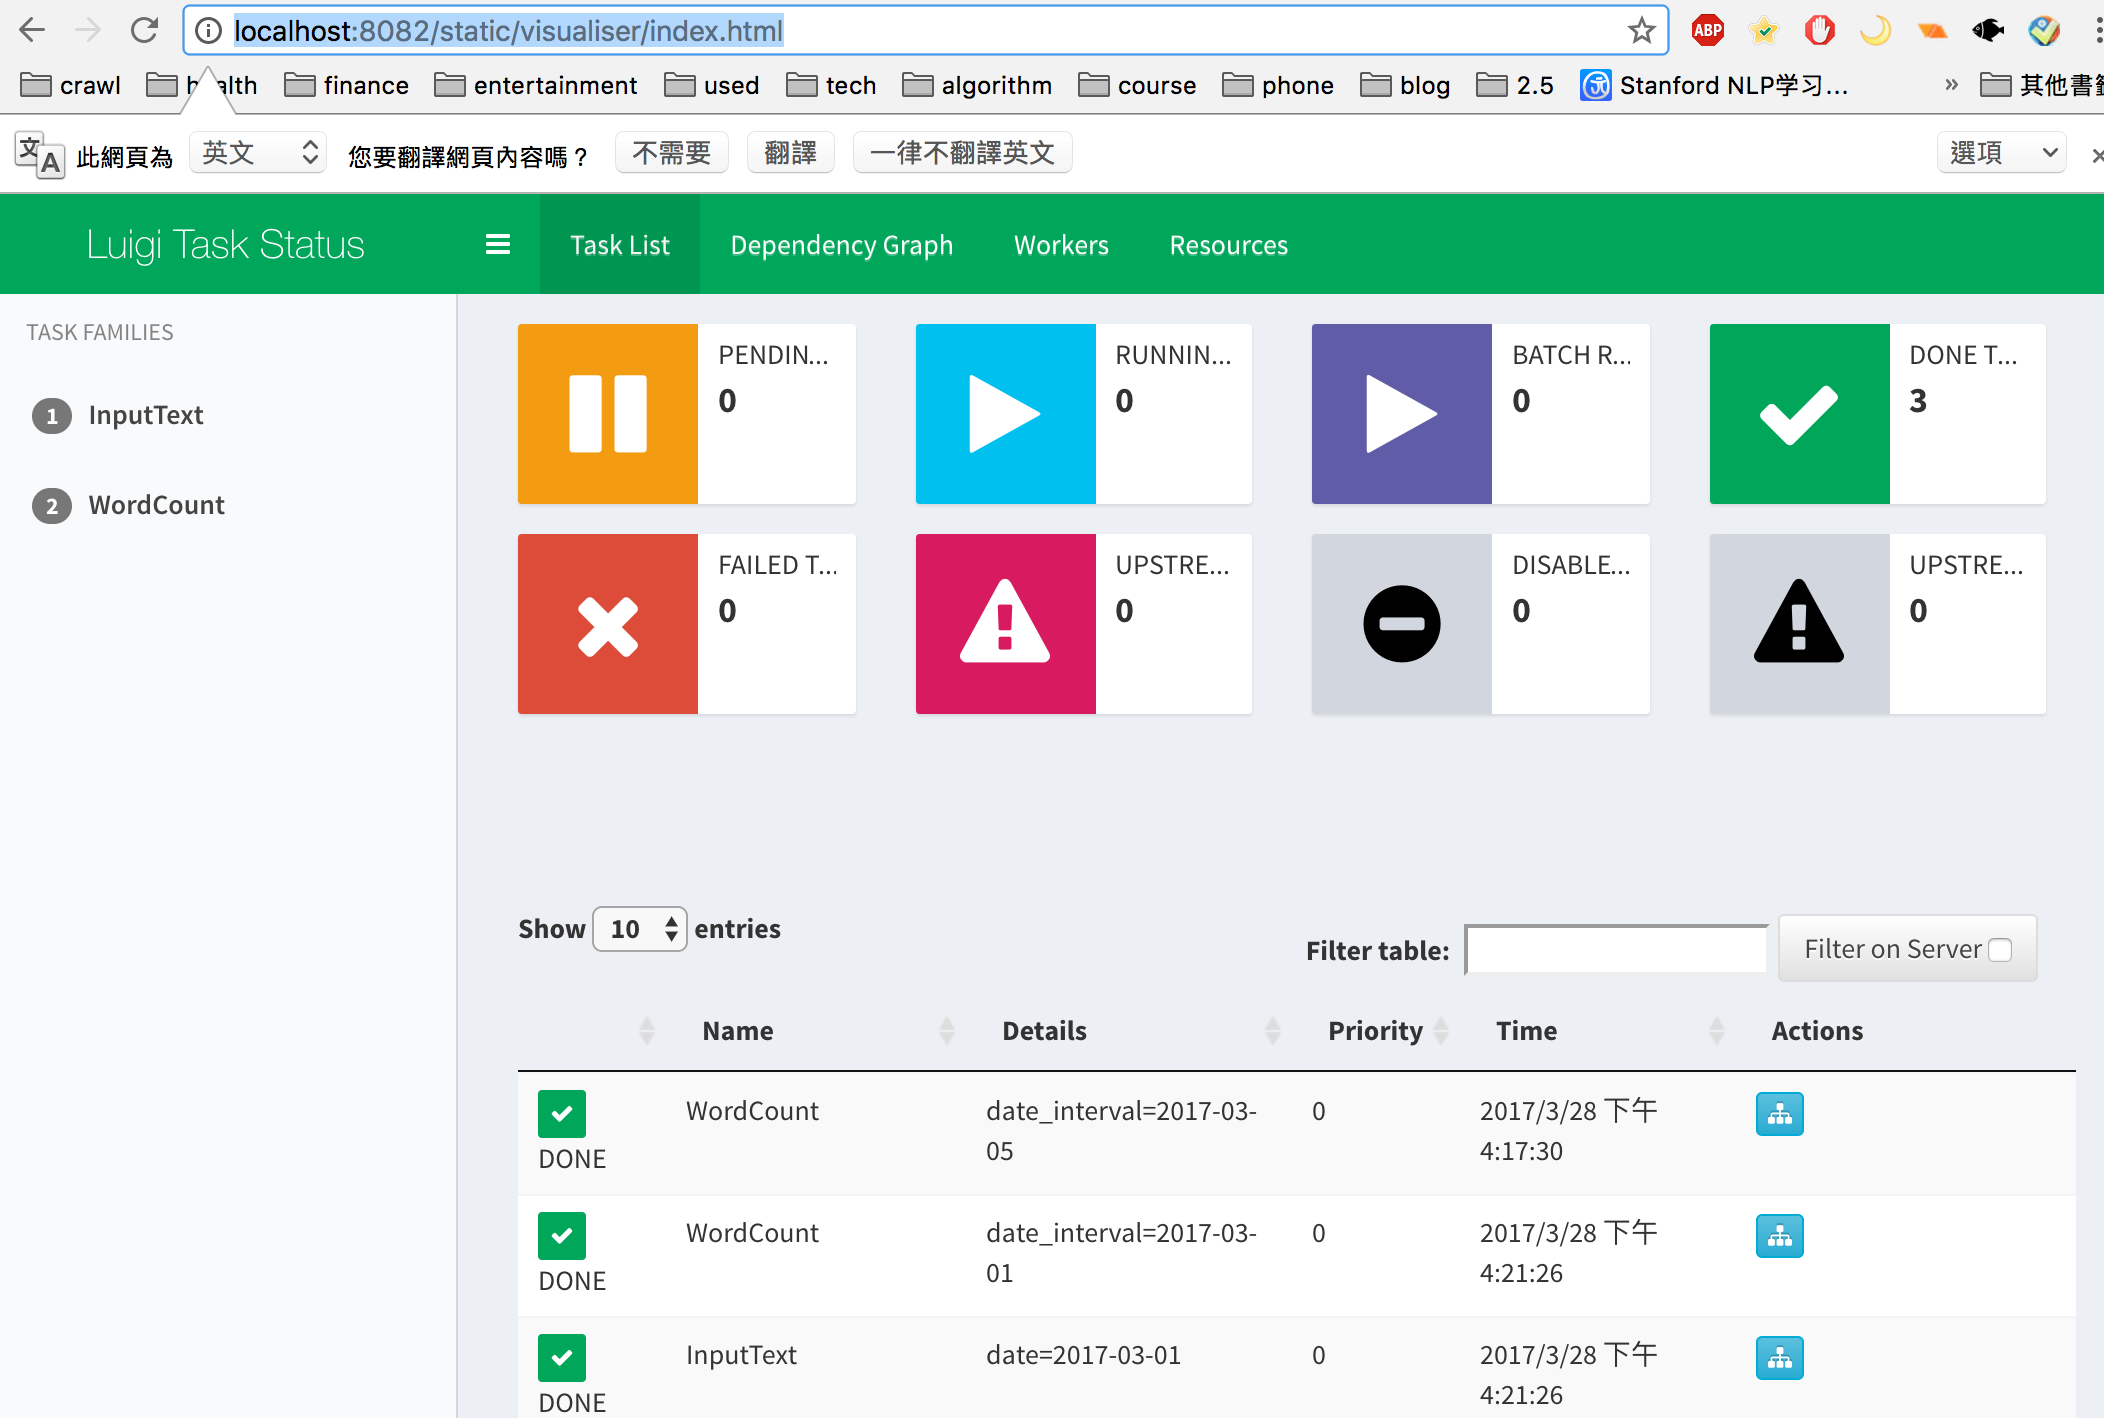 localhost:8082/static/visualiser/index.html
ABP
crawl health finance entertainment used tech algorithm course phone blog 2.5 Stanford NLP学习... » 其他書籤
文A 此網頁為 英文 您要翻譯網頁內容嗎？ 不需要 翻譯 一律不翻譯英文 選項
Luigi Task Status Task List Dependency Graph Workers Resources
TASK FAMILIES
1 InputText
2 WordCount
PENDIN...
0
RUNNIN...
0
BATCH R...
0
DONE T...
3
FAILED T...
0
UPSTRE...
0
DISABLE...
0
UPSTRE...
0
Show 10 entries
Filter table: Filter on Server
Name Details Priority Time Actions
DONE WordCount date_interval=2017-03-05 0 2017/3/28 下午 4:17:30
DONE WordCount date_interval=2017-03-01 0 2017/3/28 下午 4:21:26
DONE InputText date=2017-03-01 0 2017/3/28 下午 4:21:26